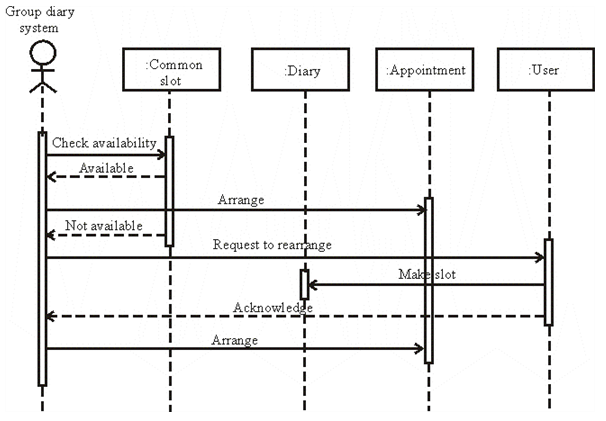 Group diary
system
:Common
slot
:Diary
:Appointment
:User
Check availability
Available
Arrange
Not available
Request to rearrange
Make slot
Acknowledge
Arrange